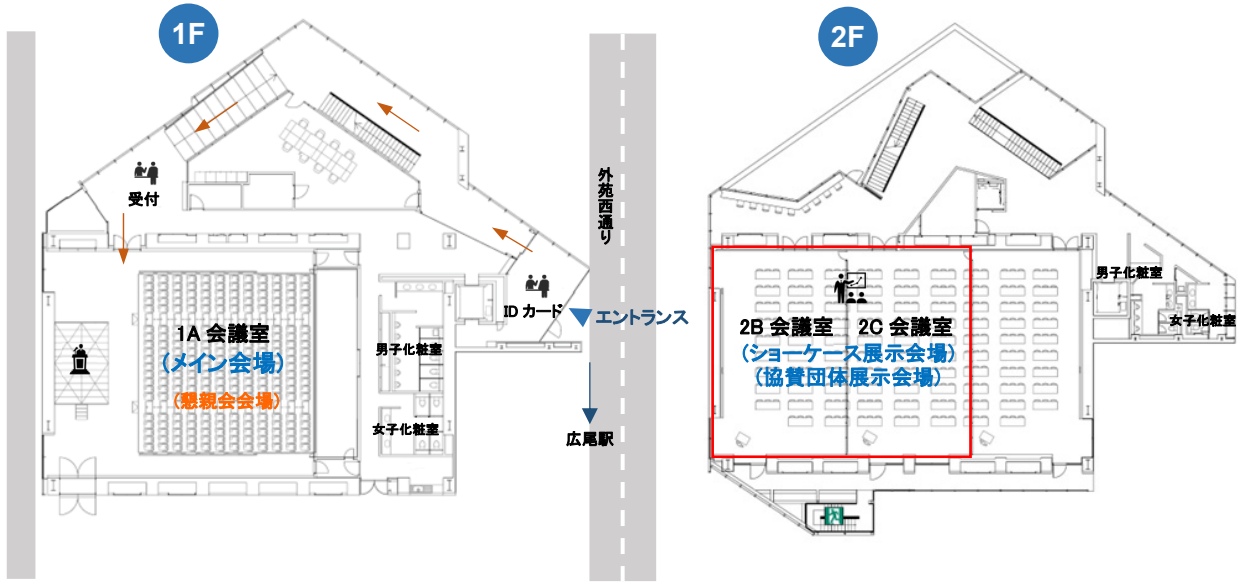 1F
受付
外苑西通り
ID カード
エントランス
1A 会議室
(メイン会場)
(懇親会会場)
男子化粧室
女子化粧室
広尾駅
2F
男子化粧室
女子化粧室
2B 会議室
2C 会議室
(ショーケース展示会場)
(協賛団体展示会場)